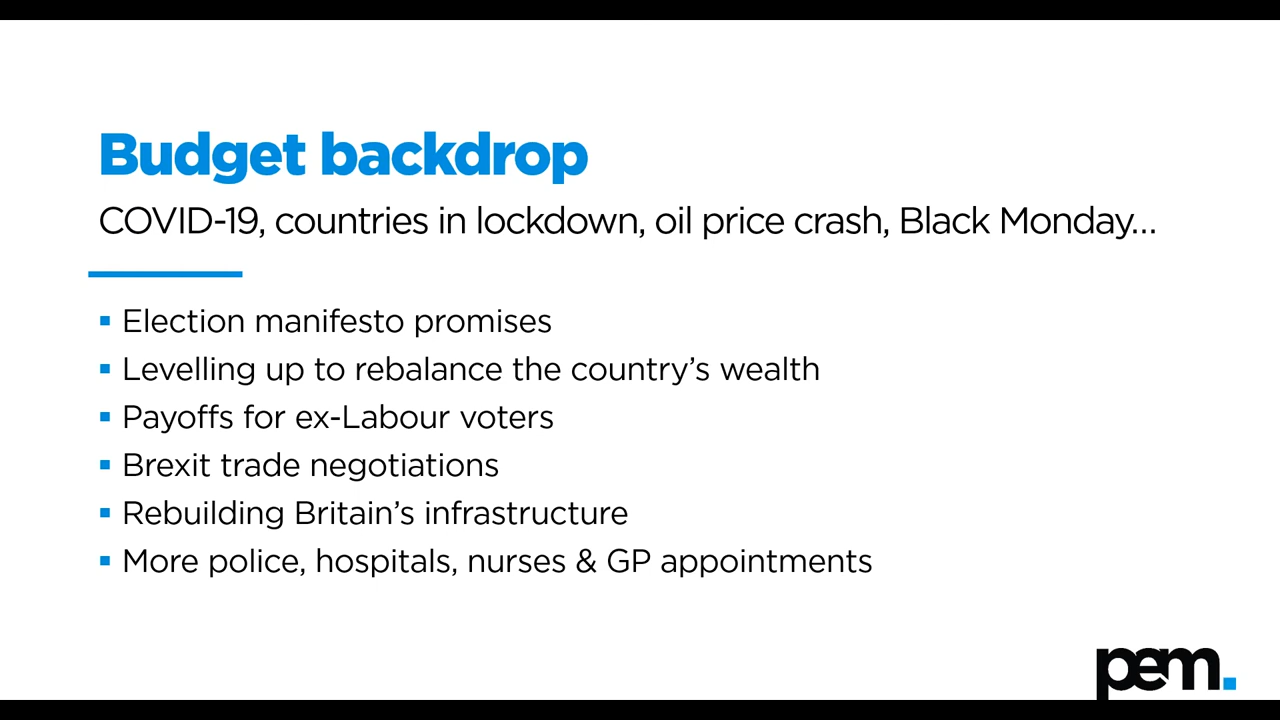 Budget backdrop
COVID-19, countries in lockdown, oil price crash, Black Monday...
▪ Election manifesto promises
▪ Levelling up to rebalance the country’s wealth
▪ Payoffs for ex-Labour voters
▪ Brexit trade negotiations
▪ Rebuilding Britain’s infrastructure
▪ More police, hospitals, nurses & GP appointments
pem.